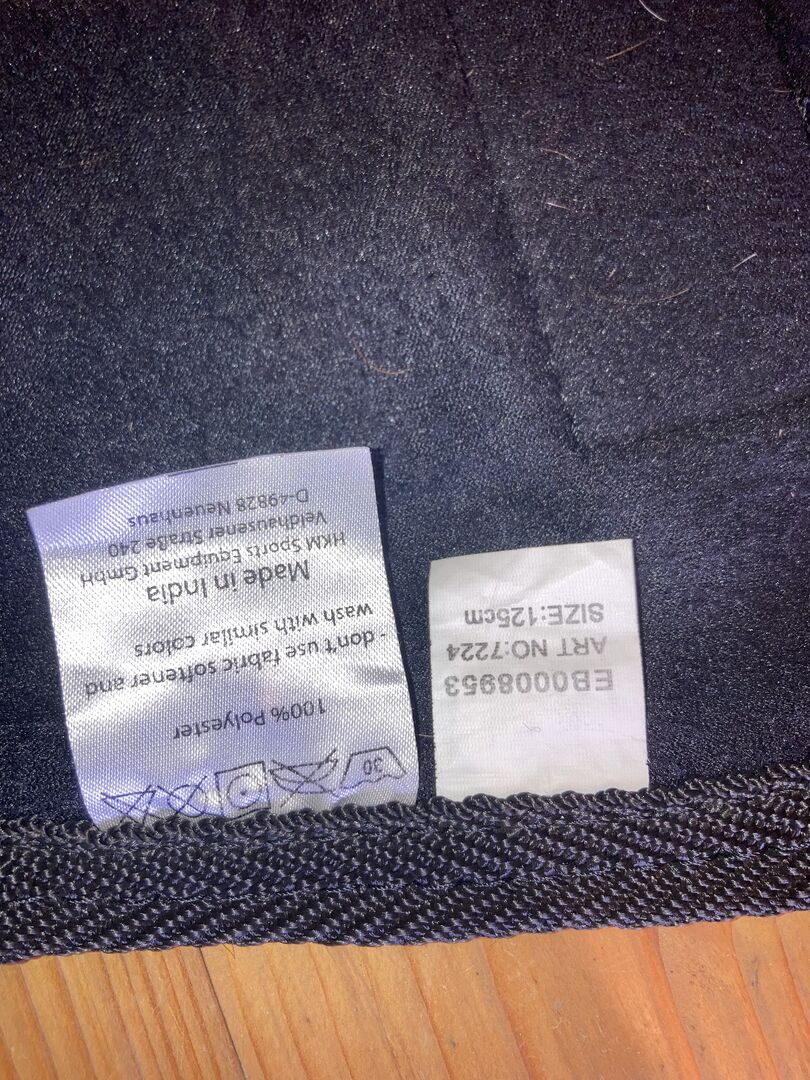 30
100% Polyester
- don't use fabric softener and
wash with similar colors
Made in India
HKM Sports Equipment GmbH
Veldhausener Straße 240
D-49828 Neuenhaus
EB0008953
ART NO:7224
SIZE:125cm